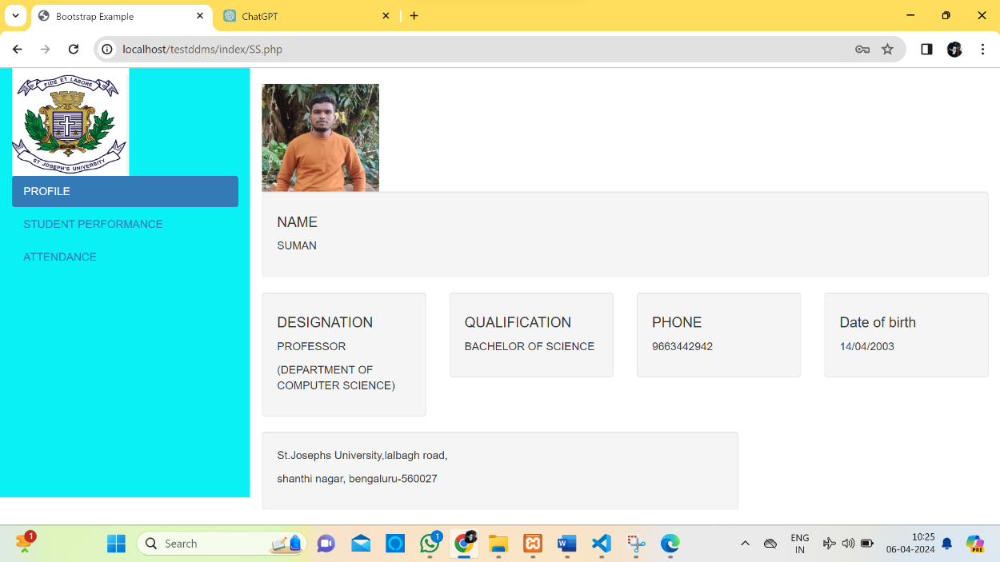 Bootstrap Example
ChatGPT
localhost/testddms/index/SS.php
FIDE ET LABORE
ST JOSEPH'S UNIVERSITY
PROFILE
STUDENT PERFORMANCE
ATTENDANCE
NAME
SUMAN
DESIGNATION
PROFESSOR
(DEPARTMENT OF
COMPUTER SCIENCE)
QUALIFICATION
BACHELOR OF SCIENCE
PHONE
9663442942
Date of birth
14/04/2003
St.Josephs University,lalbagh road,
shanthi nagar, bengaluru-560027
1
Search
1
ENG
IN
10:25
06-04-2024
PRE